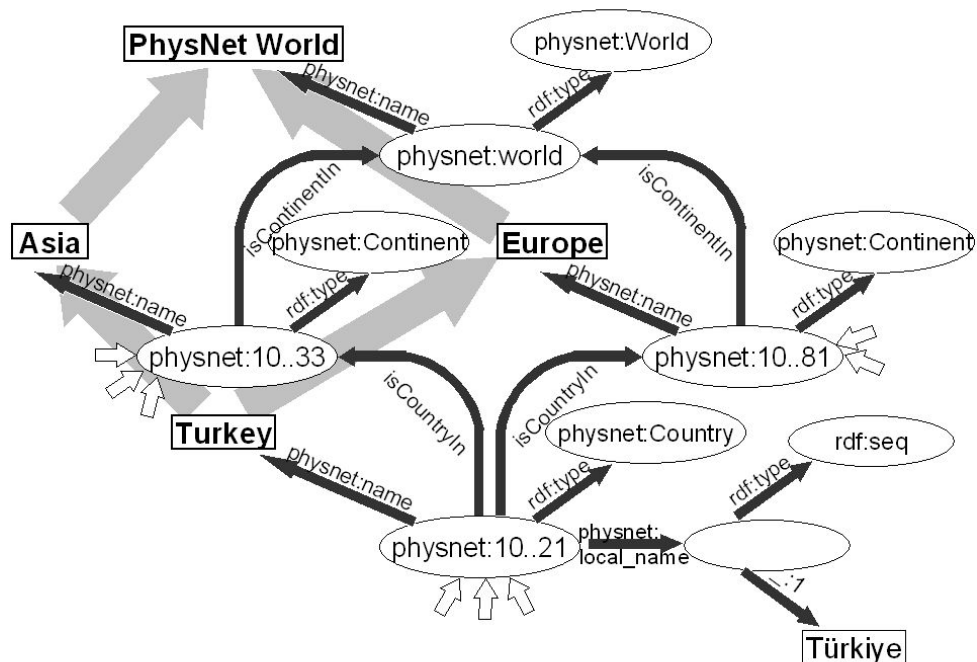 PhysNet World
physnet:World
physnet:name
rdf:type
physnet:world
isContinentIn
isContinentIn
Asia
physnet:Continent
Europe
physnet:Continent
physnet:name
rdf:type
physnet:name
rdf:type
physnet:10..33
physnet:10..81
isCountryIn
isCountryIn
Turkey
physnet:Country
rdf:seq
physnet:name
rdf:type
rdf:type
physnet:10..21
physnet:
local_name
_:1
Türkiye